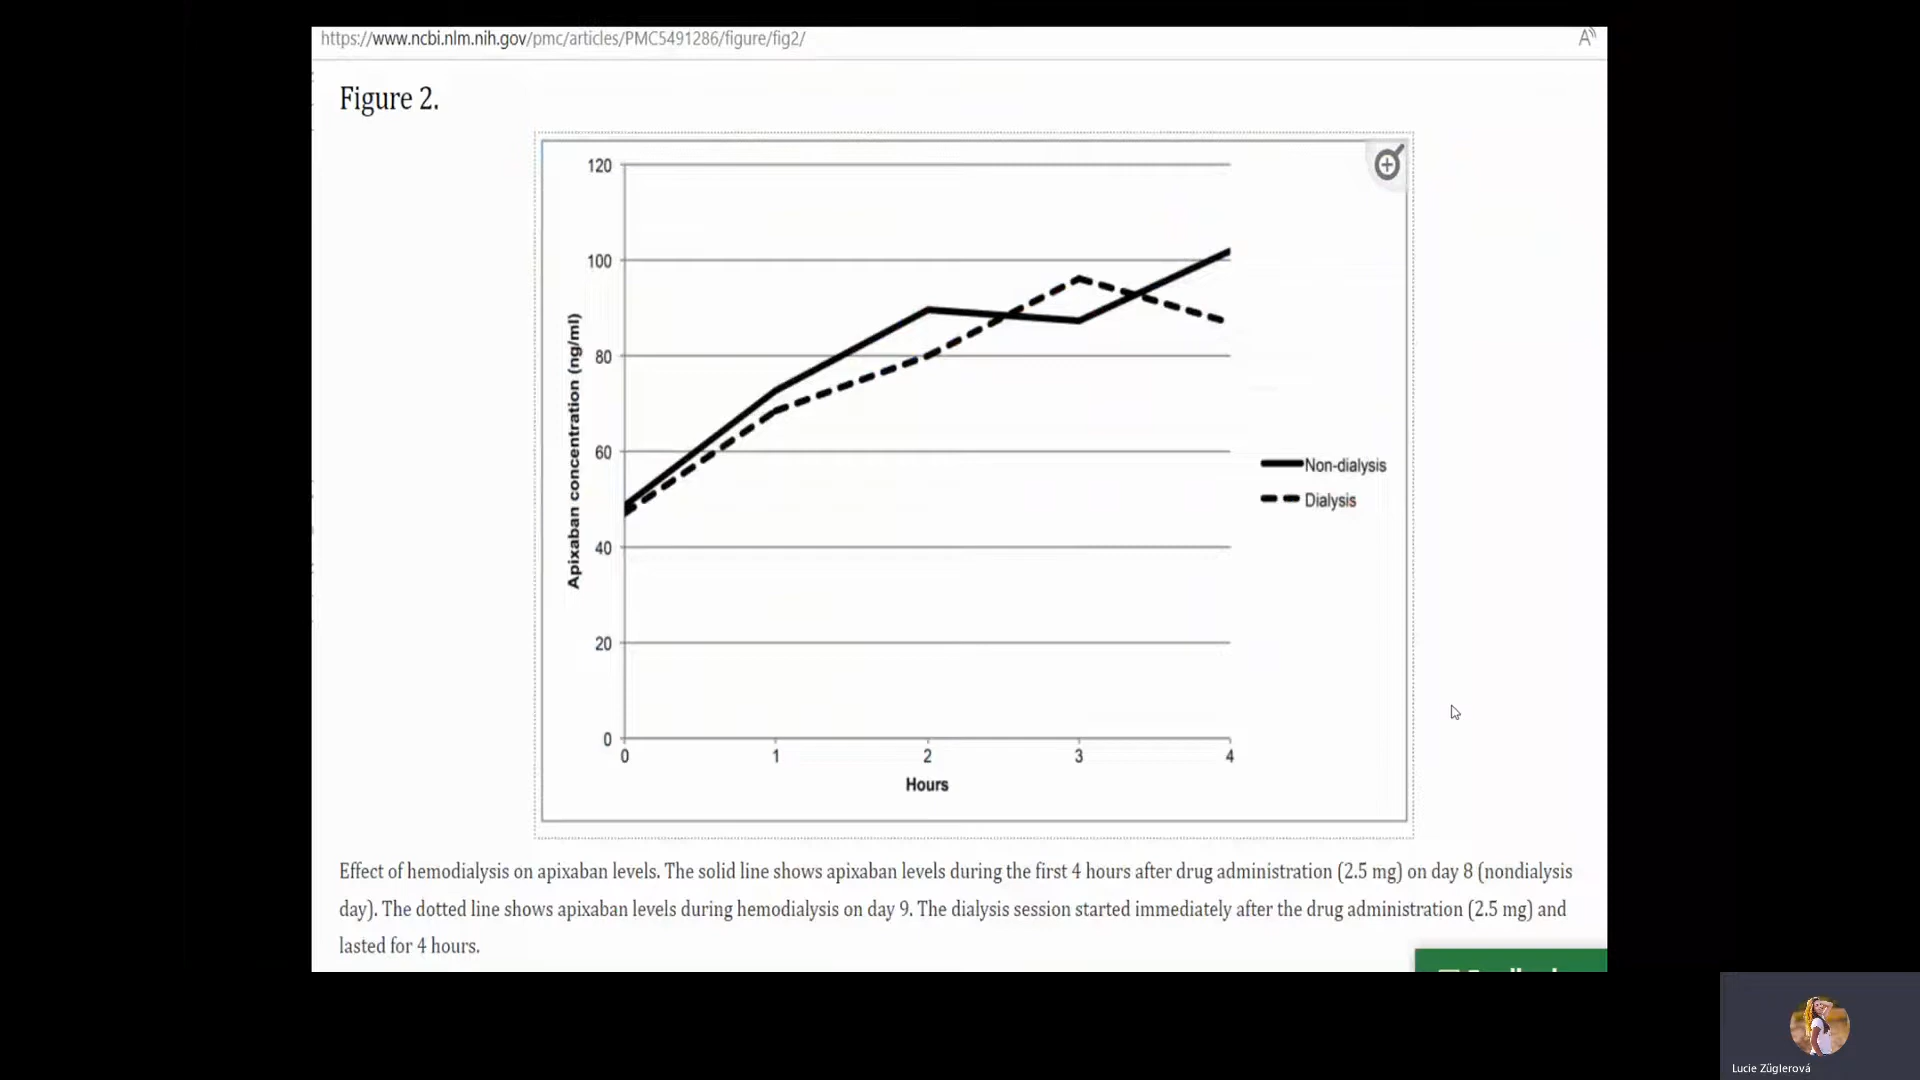 https://www.ncbi.nlm.nih.gov/pmc/articles/PMC5491286/figure/fig2/
A
Figure 2.
120
100
80
60
40
20
0
0 1 2 3 4
Apixaban concentration (ng/ml)
Hours
Non-dialysis
Dialysis
Effect of hemodialysis on apixaban levels. The solid line shows apixaban levels during the first 4 hours after drug administration (2.5 mg) on day 8 (nondialysis
day). The dotted line shows apixaban levels during hemodialysis on day 9. The dialysis session started immediately after the drug administration (2.5 mg) and
lasted for 4 hours.
Lucie Zűglerová